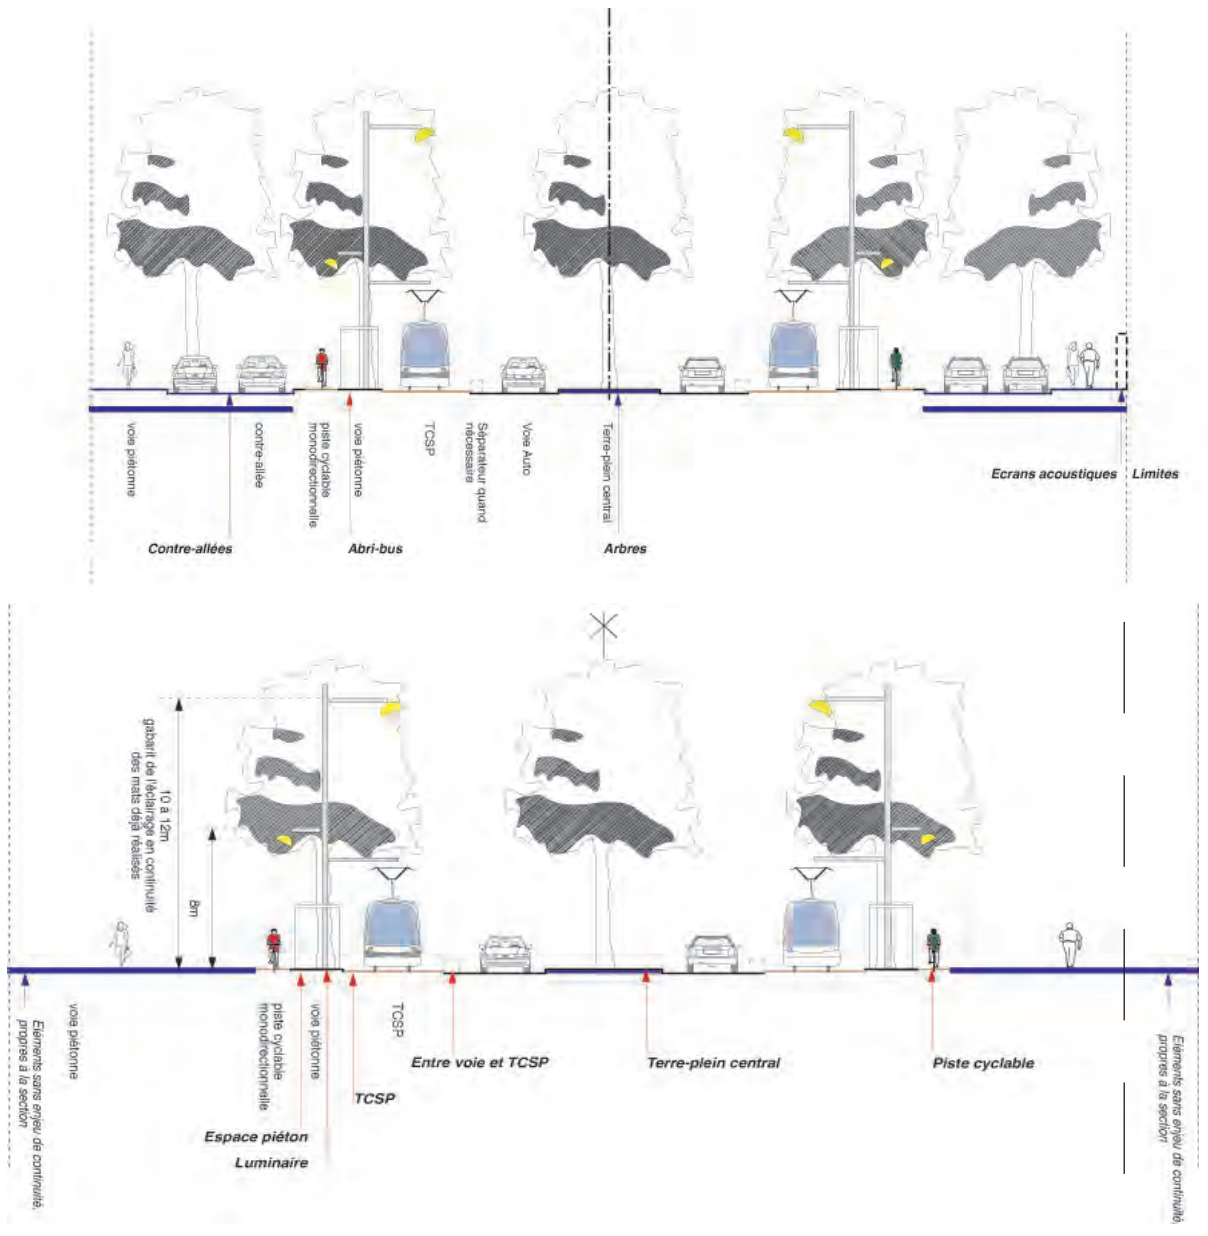 voie piétonne
contre-allée
piste cyclable
monodirectionnelle
voie piétonne
TCSP
Séparateur quand
nécessaire
Voie Auto
Terre-plein central
Ecrans acoustiques
Limites
Contre-allées
Abri-bus
Arbres
10 à 12m
gabarit de l'éclairage en continuité
des mats déjà réalisés
8m
Eléments sans enjeu de continuité,
propres à la section
voie piétonne
piste cyclable
monodirectionnelle
voie piétonne
TCSP
Entre voie et TCSP
Terre-plein central
Piste cyclable
TCSP
Espace piéton
Luminaire
Eléments sans enjeu de continuité,
propres à la section